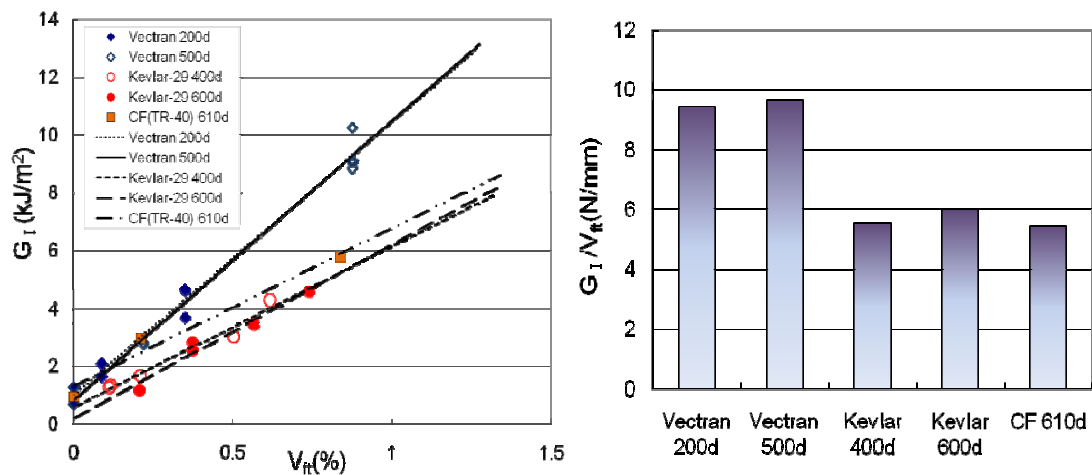 14
12
10
8
6
4
2
0
G I (kJ/m²)
Vectran 200d
Vectran 500d
Kevlar-29 400d
Kevlar-29 600d
CF(TR-40) 610d
Vectran 200d
Vectran 500d
Kevlar-29 400d
Kevlar-29 600d
CF(TR-40) 610d
0
0.5
↑
1.5
Vft(%)
12
10
8
6
4
2
0
G I /Vft(N/mm)
Vectran
200d
Vectran
500d
Kevlar
400d
Kevlar
600d
CF 610d